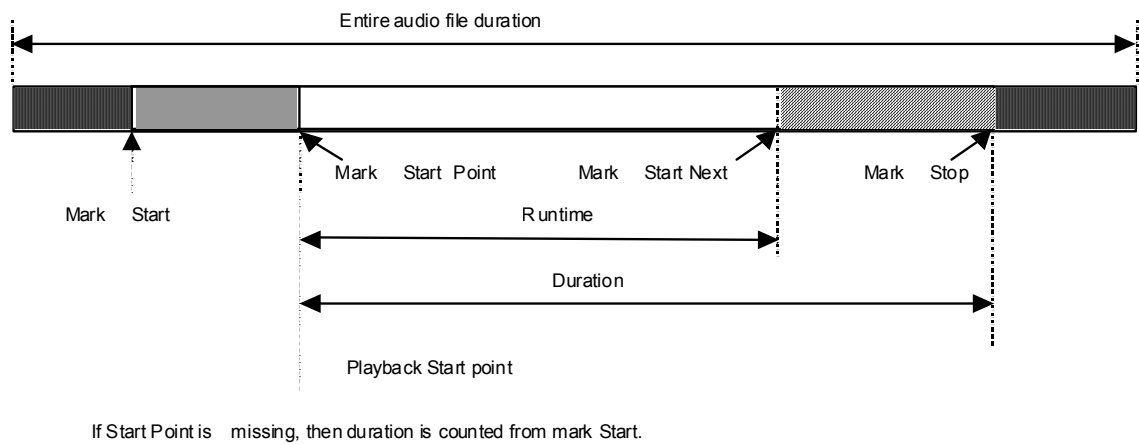 Entire audio file duration
Mark Start Point
Mark Start Next
Mark Stop
Mark Start
Runtime
Duration
Playback Start point
If Start Point is missing, then duration is counted from mark Start.